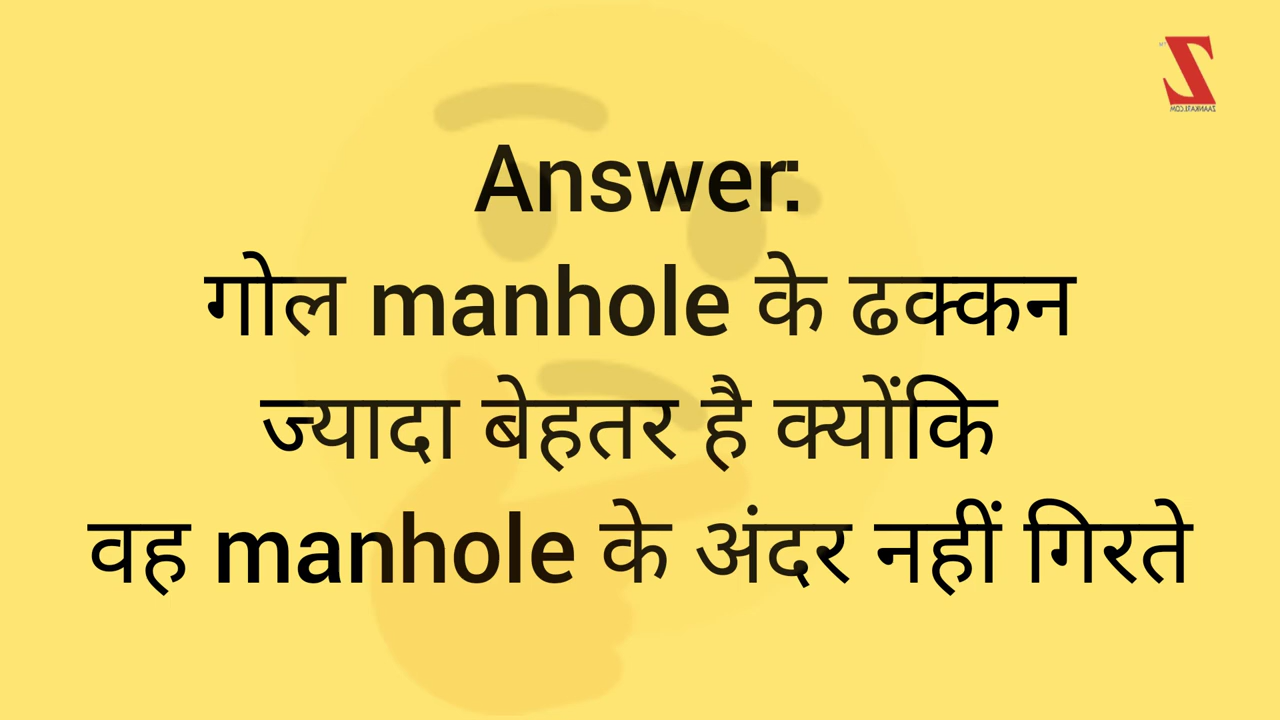 Answer:
गोल manhole के ढक्कन
ज्यादा बेहतर है क्योंकि
वह manhole के अंदर नहीं गिरते
Z